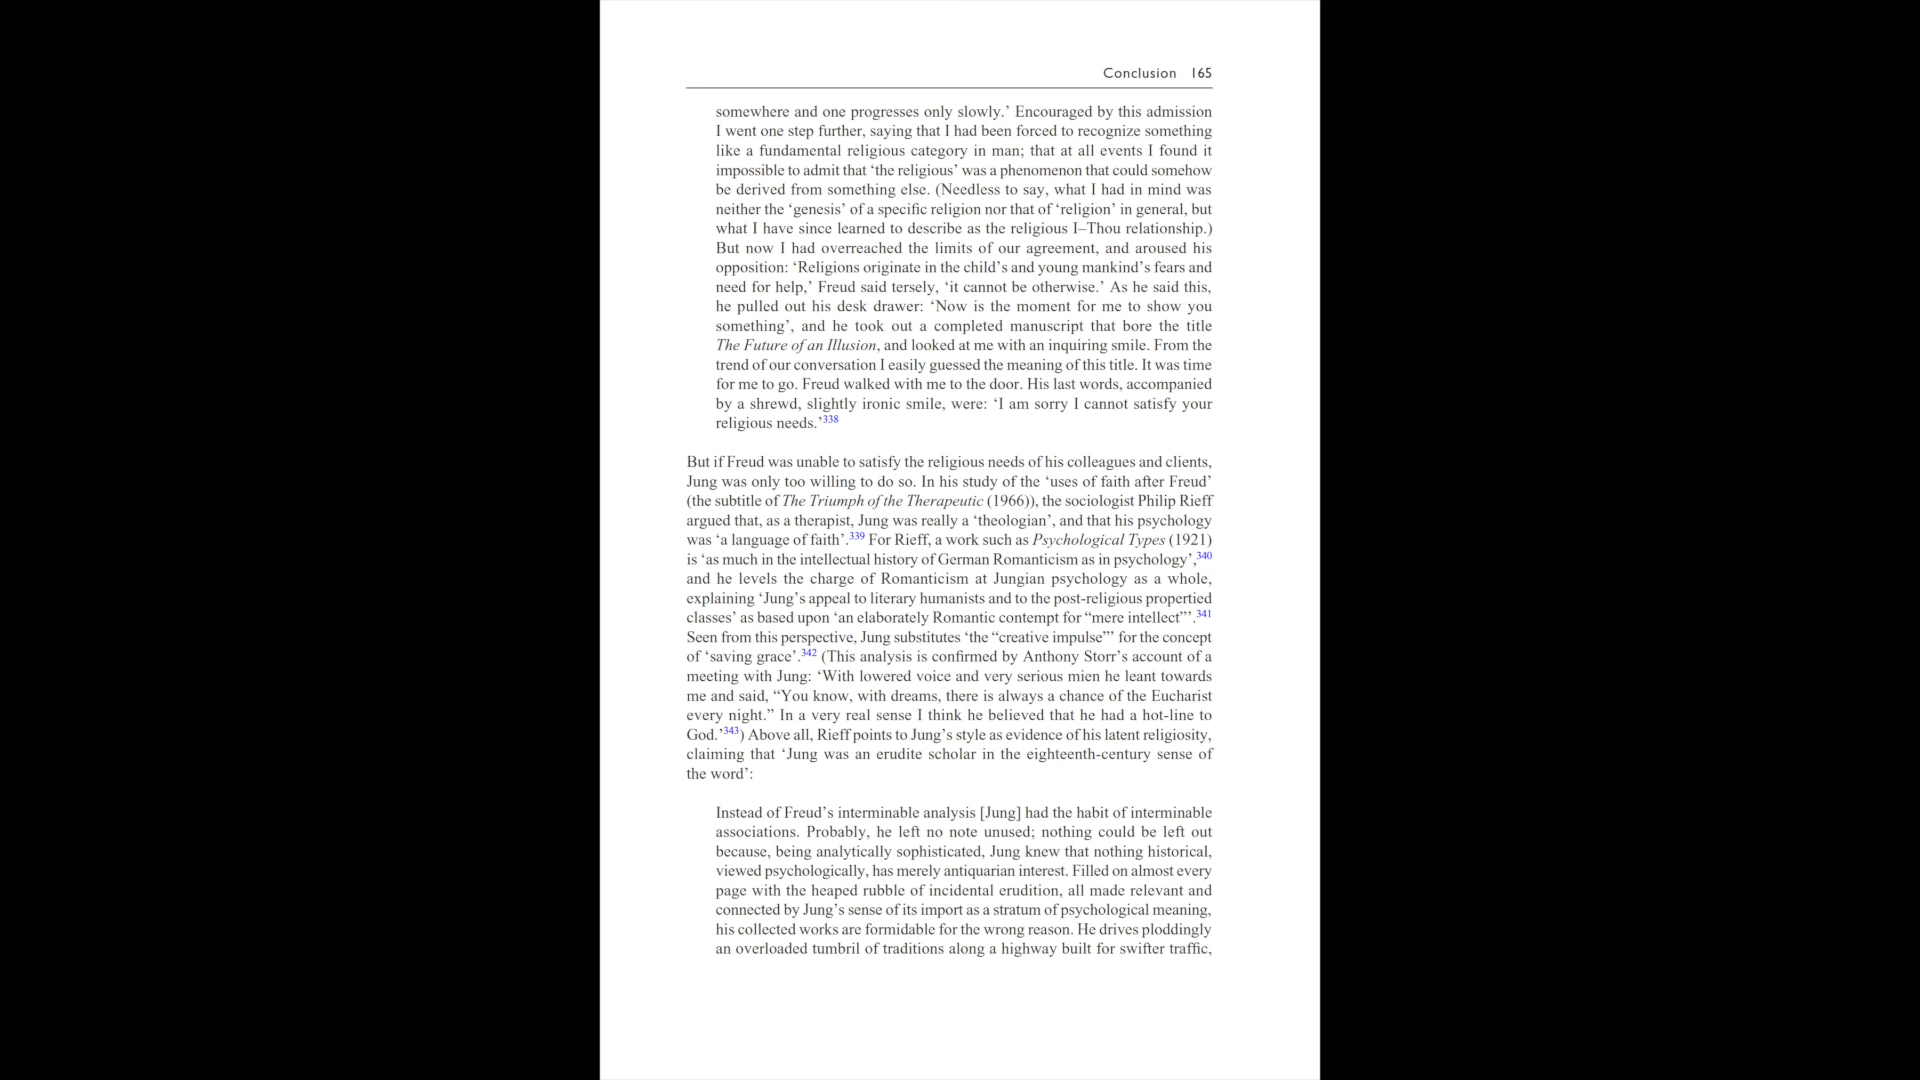 Conclusion 165
somewhere and one progresses only slowly.’ Encouraged by this admission
I went one step further, saying that I had been forced to recognize something
like a fundamental religious category in man; that at all events I found it
impossible to admit that ‘the religious’ was a phenomenon that could somehow
be derived from something else. (Needless to say, what I had in mind was
neither the ‘genesis’ of a specific religion nor that of ‘religion’ in general, but
what I have since learned to describe as the religious I–Thou relationship.)
But now I had overreached the limits of our agreement, and aroused his
opposition: ‘Religions originate in the child’s and young mankind’s fears and
need for help,’ Freud said tersely, ‘it cannot be otherwise.’ As he said this,
he pulled out his desk drawer: ‘Now is the moment for me to show you
something’, and he took out a completed manuscript that bore the title
The Future of an Illusion, and looked at me with an inquiring smile. From the
trend of our conversation I easily guessed the meaning of this title. It was time
for me to go. Freud walked with me to the door. His last words, accompanied
by a shrewd, slightly ironic smile, were: ‘I am sorry I cannot satisfy your
religious needs.’338
But if Freud was unable to satisfy the religious needs of his colleagues and clients,
Jung was only too willing to do so. In his study of the ‘uses of faith after Freud’
(the subtitle of The Triumph of the Therapeutic (1966)), the sociologist Philip Rieff
argued that, as a therapist, Jung was really a ‘theologian’, and that his psychology
was ‘a language of faith’.339 For Rieff, a work such as Psychological Types (1921)
is ‘as much in the intellectual history of German Romanticism as in psychology’,340
and he levels the charge of Romanticism at Jungian psychology as a whole,
explaining ‘Jung’s appeal to literary humanists and to the post-religious propertied
classes’ as based upon ‘an elaborately Romantic contempt for “mere intellect”’.341
Seen from this perspective, Jung substitutes ‘the “creative impulse”’ for the concept
of ‘saving grace’.342 (This analysis is confirmed by Anthony Storr’s account of a
meeting with Jung: ‘With lowered voice and very serious mien he leant towards
me and said, “You know, with dreams, there is always a chance of the Eucharist
every night.” In a very real sense I think he believed that he had a hot-line to
God.’343) Above all, Rieff points to Jung’s style as evidence of his latent religiosity,
claiming that ‘Jung was an erudite scholar in the eighteenth-century sense of
the word’:
Instead of Freud’s interminable analysis [Jung] had the habit of interminable
associations. Probably, he left no note unused; nothing could be left out
because, being analytically sophisticated, Jung knew that nothing historical,
viewed psychologically, has merely antiquarian interest. Filled on almost every
page with the heaped rubble of incidental erudition, all made relevant and
connected by Jung’s sense of its import as a stratum of psychological meaning,
his collected works are formidable for the wrong reason. He drives ploddingly
an overloaded tumbril of traditions along a highway built for swifter traffic,